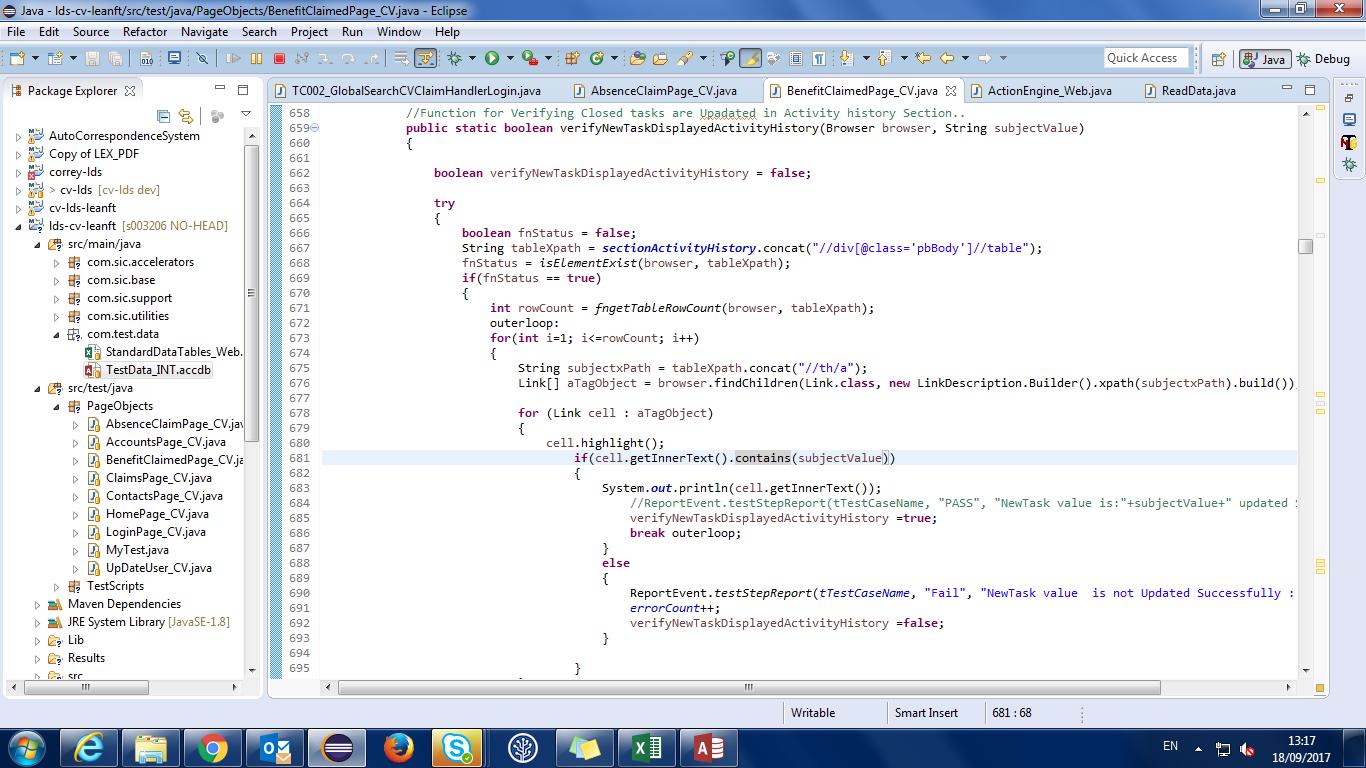 Java - lds-cv-leanft/src/test/java/PageObjects/BenefitClaimedPage_CV.java - Eclipse
File Edit Source Refactor Navigate Search Project Run Window Help
Quick Access
Java
Debug
Package Explorer
TC002_GlobalSearchCVClaimHandlerLogin.java
AbsenceClaimPage_CV.java
BenefitClaimedPage_CV.java
ActionEngine_Web.java
ReadData.java
AutoCorrespondenceSystem
Copy of LEX_PDF
correy-lds
> cv-lds [cv-lds dev]
cv-lds-leanft
lds-cv-leanft [s003206 NO-HEAD]
src/main/java
com.sic.accelerators
com.sic.base
com.sic.support
com.sic.utilities
com.test.data
StandardDataTables_Web.
TestData_INT.accdb
src/test/java
PageObjects
AbsenceClaimPage_CV.jav
AccountsPage_CV.java
BenefitClaimedPage_CV.ja
ClaimsPage_CV.java
ContactsPage_CV.java
HomePage_CV.java
LoginPage_CV.java
MyTest.java
UpDateUser_CV.java
TestScripts
Maven Dependencies
JRE System Library [JavaSE-1.8]
Lib
Results
src
658 //Function for Verifying Closed tasks are Upadated in Activity history Section..
659 public static boolean verifyNewTaskDisplayedActivityHistory(Browser browser, String subjectValue)
660 {
661
662 boolean verifyNewTaskDisplayedActivityHistory = false;
663
664 try
665 {
666 boolean fnStatus = false;
667 String tableXpath = sectionActivityHistory.concat("//div[@class='pbBody']//table");
668 fnStatus = isElementExist(browser, tableXpath);
669 if(fnStatus == true)
670 {
671 int rowCount = fngetTableRowCount(browser, tableXpath);
672 outerloop:
673 for(int i=1; i<=rowCount; i++)
674 {
675 String subjectxPath = tableXpath.concat("//th/a");
676 Link[] aTagObject = browser.findChildren(Link.class, new LinkDescription.Builder().xpath(subjectxPath).build())
677
678 for (Link cell : aTagObject)
679 {
680 cell.highlight();
681 if(cell.getInnerText().contains(subjectValue))
682 {
683 System.out.println(cell.getInnerText());
684 //ReportEvent.testStepReport(tTestCaseName, "PASS", "NewTask value is:"+subjectValue+" updated S
685 verifyNewTaskDisplayedActivityHistory =true;
686 break outerloop;
687 }
688 else
689 {
690 ReportEvent.testStepReport(tTestCaseName, "Fail", "NewTask value  is not Updated Successfully :
691 errorCount++;
692 verifyNewTaskDisplayedActivityHistory =false;
693 }
694
695 }
Writable
Smart Insert
681 : 68
EN
13:17
18/09/2017